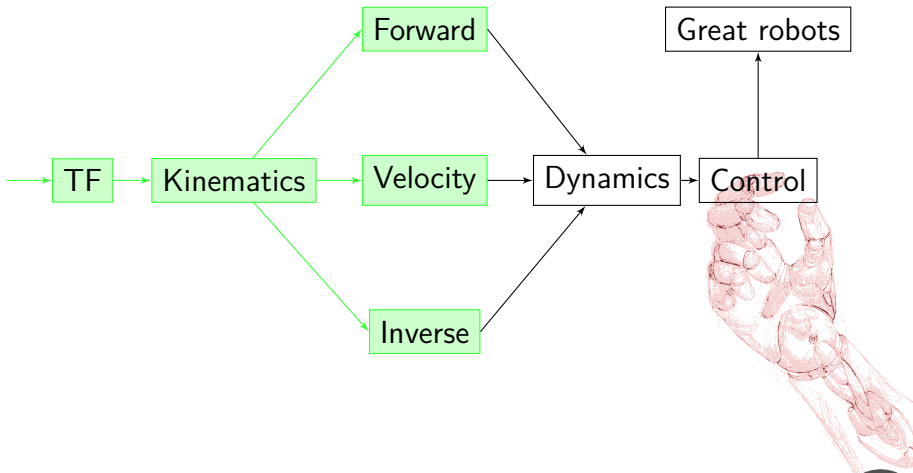 Forward
Great robots
TF
Kinematics
Velocity
Dynamics
Control
Inverse